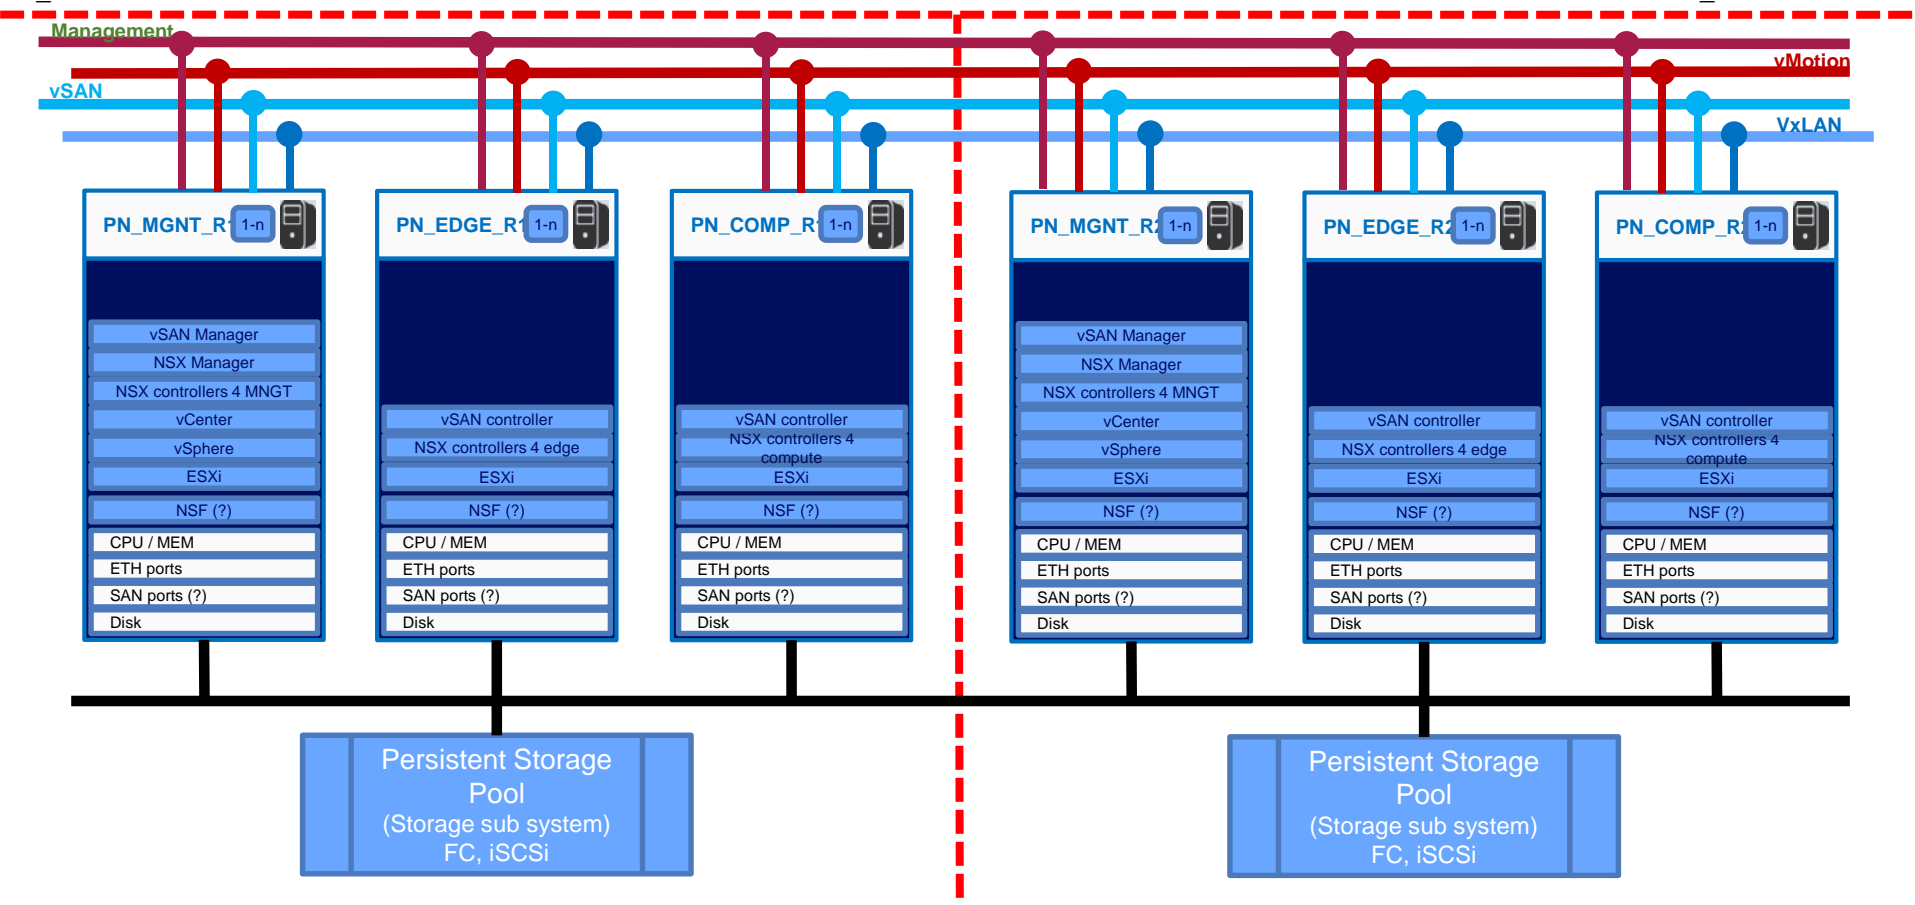 Management
vMotion
vSAN
VxLAN
PN_MGNT_R1 1-n
PN_EDGE_R1 1-n
PN_COMP_R1 1-n
PN_MGNT_R2 1-n
PN_EDGE_R2 1-n
PN_COMP_R2 1-n
vSAN Manager
NSX Manager
NSX controllers 4 MNGT
vCenter
vSphere
ESXi
NSF (?)
CPU / MEM
ETH ports
SAN ports (?)
Disk
vSAN controller
NSX controllers 4 edge
ESXi
NSF (?)
CPU / MEM
ETH ports
SAN ports (?)
Disk
vSAN controller
NSX controllers 4
compute
ESXi
NSF (?)
CPU / MEM
ETH ports
SAN ports (?)
Disk
vSAN Manager
NSX Manager
NSX controllers 4 MNGT
vCenter
vSphere
ESXi
NSF (?)
CPU / MEM
ETH ports
SAN ports (?)
Disk
vSAN controller
NSX controllers 4 edge
ESXi
NSF (?)
CPU / MEM
ETH ports
SAN ports (?)
Disk
vSAN controller
NSX controllers 4
compute
ESXi
NSF (?)
CPU / MEM
ETH ports
SAN ports (?)
Disk
Persistent Storage
Pool
(Storage sub system)
FC, iSCSi
Persistent Storage
Pool
(Storage sub system)
FC, iSCSi